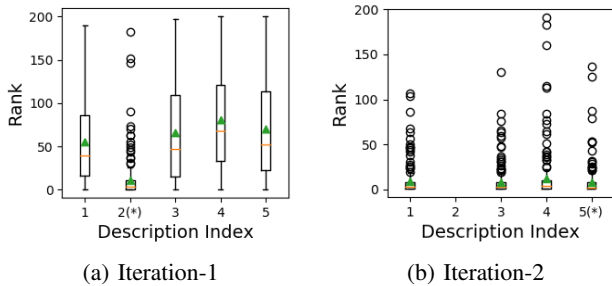 200
150
100
50
0
Rank
1 2(*) 3 4 5
Description Index
(a) Iteration-1
200
150
100
50
0
Rank
1 2 3 4 5(*)
Description Index
(b) Iteration-2